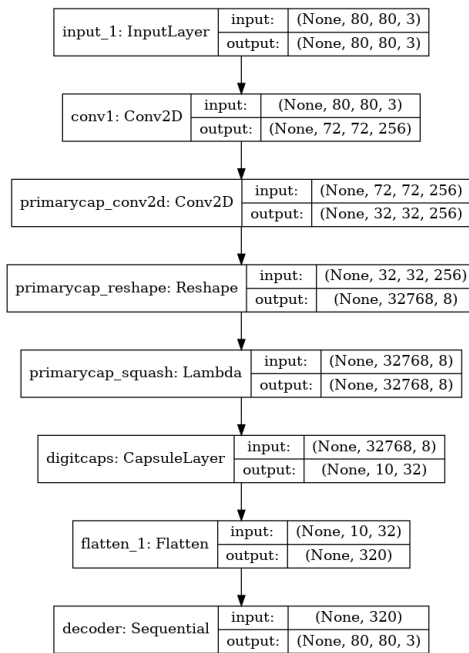 input_1: InputLayer
input: (None, 80, 80, 3)
output: (None, 80, 80, 3)
conv1: Conv2D
input: (None, 80, 80, 3)
output: (None, 72, 72, 256)
primarycap_conv2d: Conv2D
input: (None, 72, 72, 256)
output: (None, 32, 32, 256)
primarycap_reshape: Reshape
input: (None, 32, 32, 256)
output: (None, 32768, 8)
primarycap_squash: Lambda
input: (None, 32768, 8)
output: (None, 32768, 8)
digitcaps: CapsuleLayer
input: (None, 32768, 8)
output: (None, 10, 32)
flatten_1: Flatten
input: (None, 10, 32)
output: (None, 320)
decoder: Sequential
input: (None, 320)
output: (None, 80, 80, 3)